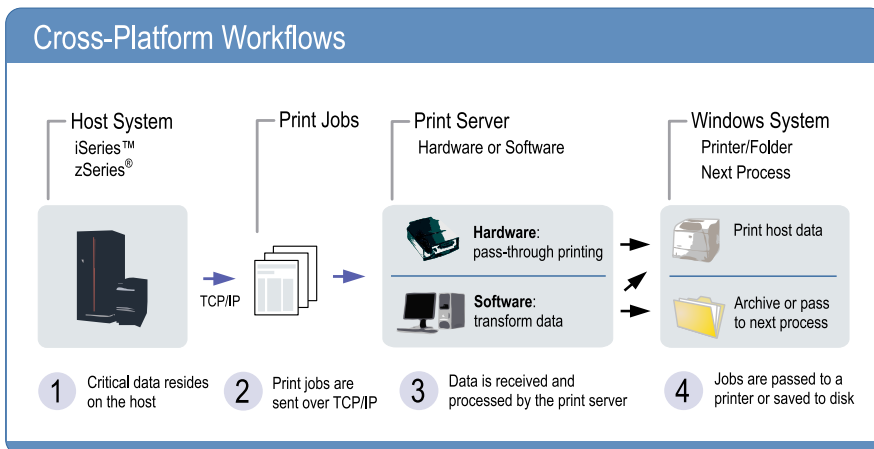 Cross-Platform Workflows
Host System
iSeries™
zSeries®
Print Jobs
Print Server
Hardware or Software
Windows System
Printer/Folder
Next Process
TCP/IP
Hardware:
pass-through printing
Software:
transform data
Print host data
Archive or pass
to next process
1
Critical data resides
on the host
2
Print jobs are
sent over TCP/IP
3
Data is received and
processed by the print server
4
Jobs are passed to a
printer or saved to disk